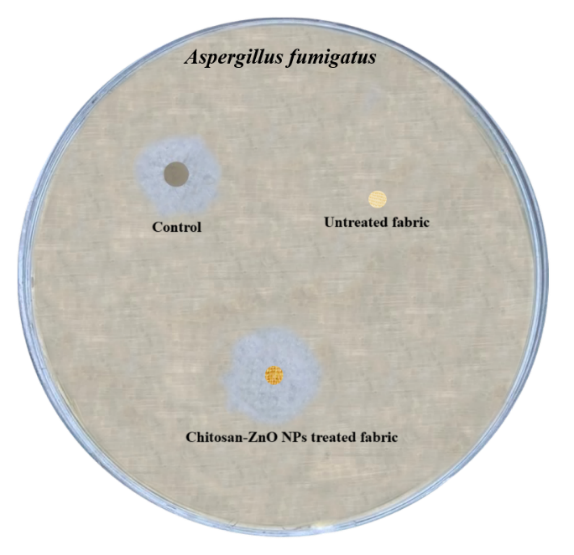 Aspergillus fumigatus
Control
Untreated fabric
Chitosan-ZnO NPs treated fabric